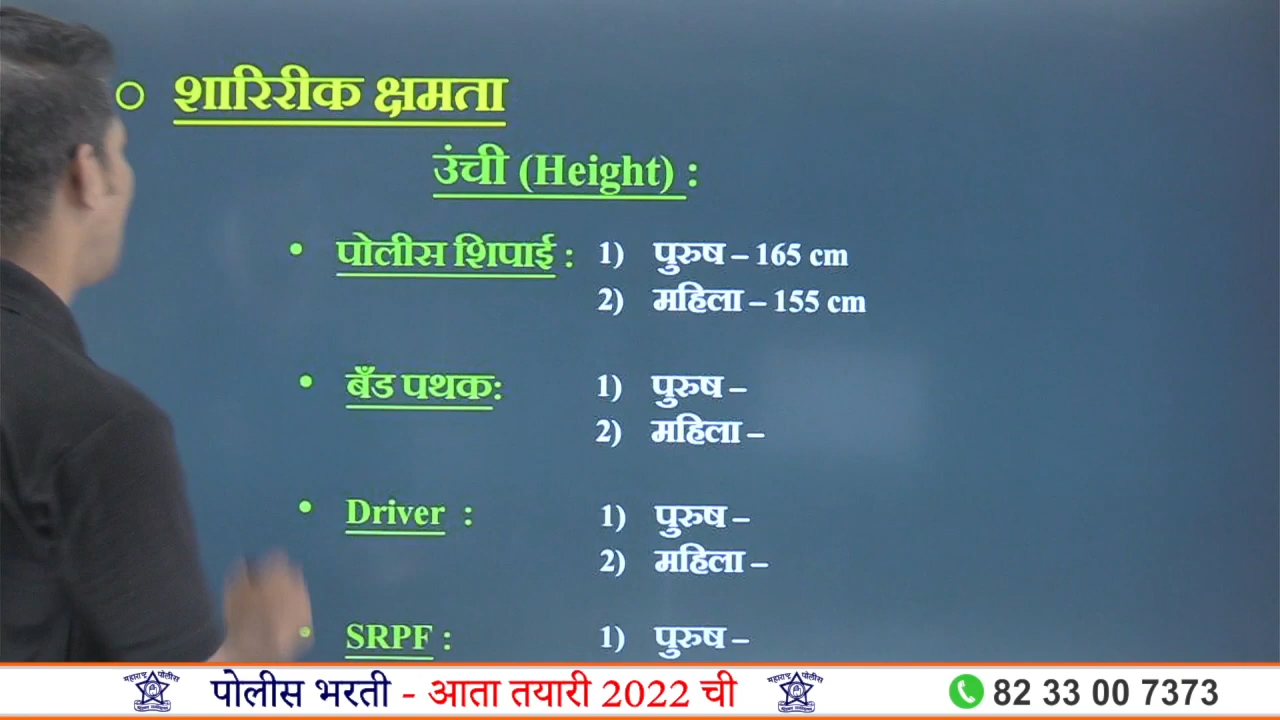 ○ शारिरीक क्षमता
उंची (Height) :
• पोलीस शिपाई : 1) पुरुष – 165 cm
2) महिला – 155 cm
• बँड पथक: 1) पुरुष –
2) महिला –
• Driver : 1) पुरुष –
2) महिला –
• SRPF : 1) पुरुष –
पोलीस भरती - आता तयारी 2022 ची 82 33 00 7373